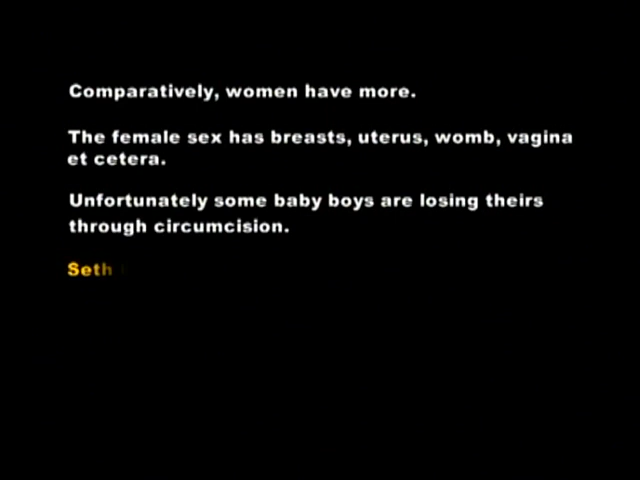 Comparatively, women have more.
The female sex has breasts, uterus, womb, vagina
et cetera.
Unfortunately some baby boys are losing theirs
through circumcision.
Seth